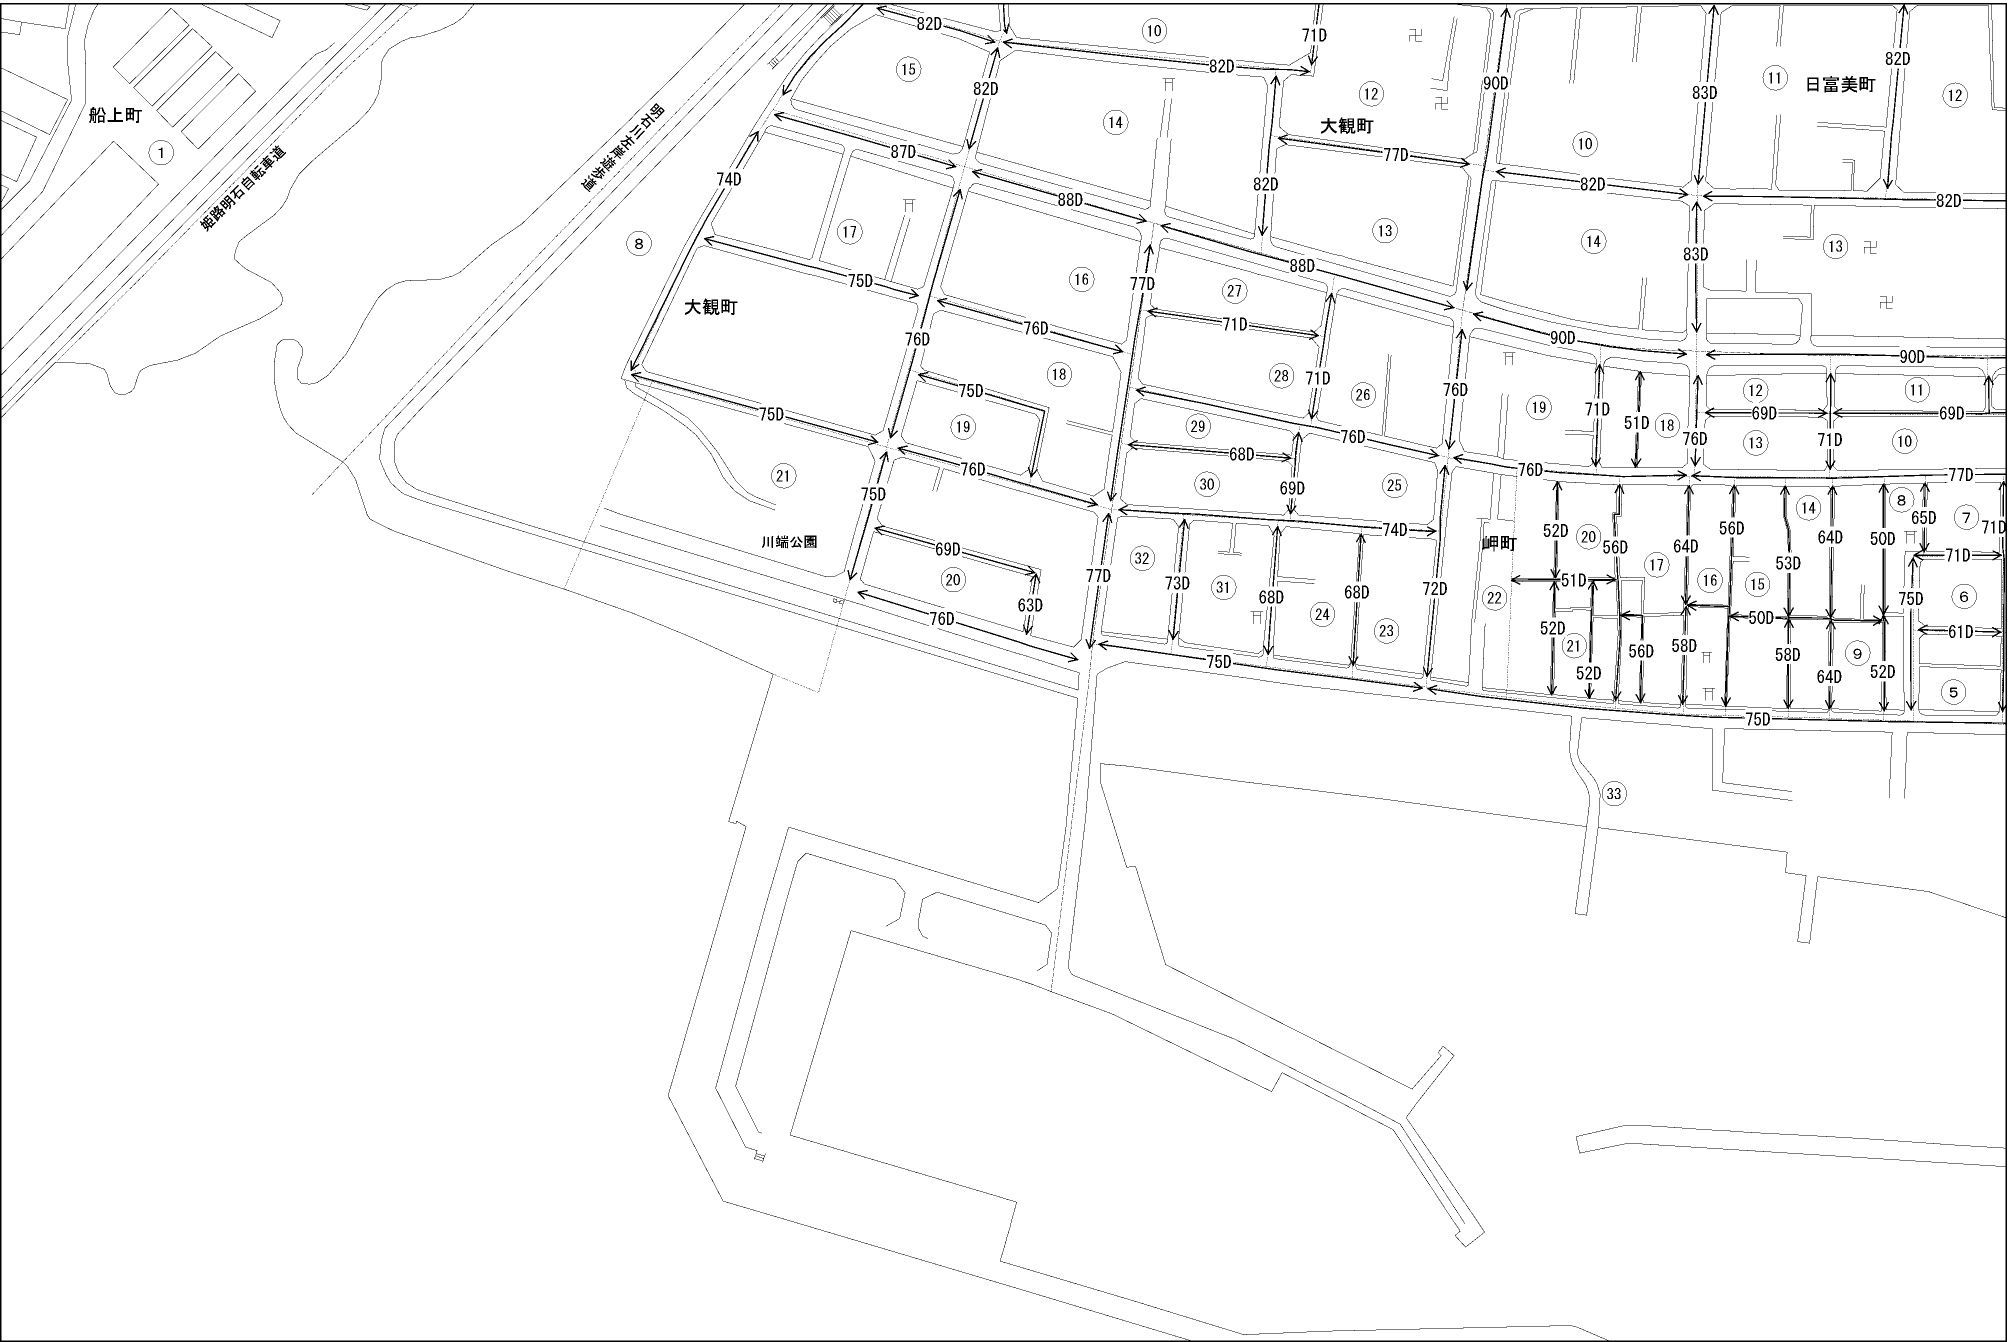 82D
⑩
71D
82D
⑮
82D
⑭
⑫
大観町
90D
83D
⑪
日富美町
82D
⑫
船上町
①
姫路明石自転車道
明石川左岸遊歩道
87D
74D
88D
82D
77D
⑩
82D
82D
⑧
⑰
⑬
⑭
83D
⑬
75D
⑯
77D
88D
大観町
㉗
76D
76D
71D
90D
90D
⑱
㉘
71D
76D
75D
75D
㉖
⑲
71D
51D
⑱
⑫
⑪
69D
69D
⑲
㉙
76D
76D
⑬
71D
⑩
76D
68D
76D
77D
㉑
75D
㉚
69D
㉕
川端公園
74D
岬町
52D
⑳
56D
64D
56D
⑭
64D
50D
⑧
65D
⑦
71D
69D
㉜
⑰
53D
71D
⑳
77D
73D
㉛
51D
⑯
⑮
63D
68D
68D
72D
㉒
75D
⑥
76D
㉔
㉓
52D
㉑
50D
61D
75D
52D
56D
58D
58D
64D
⑨
52D
⑤
75D
㉝